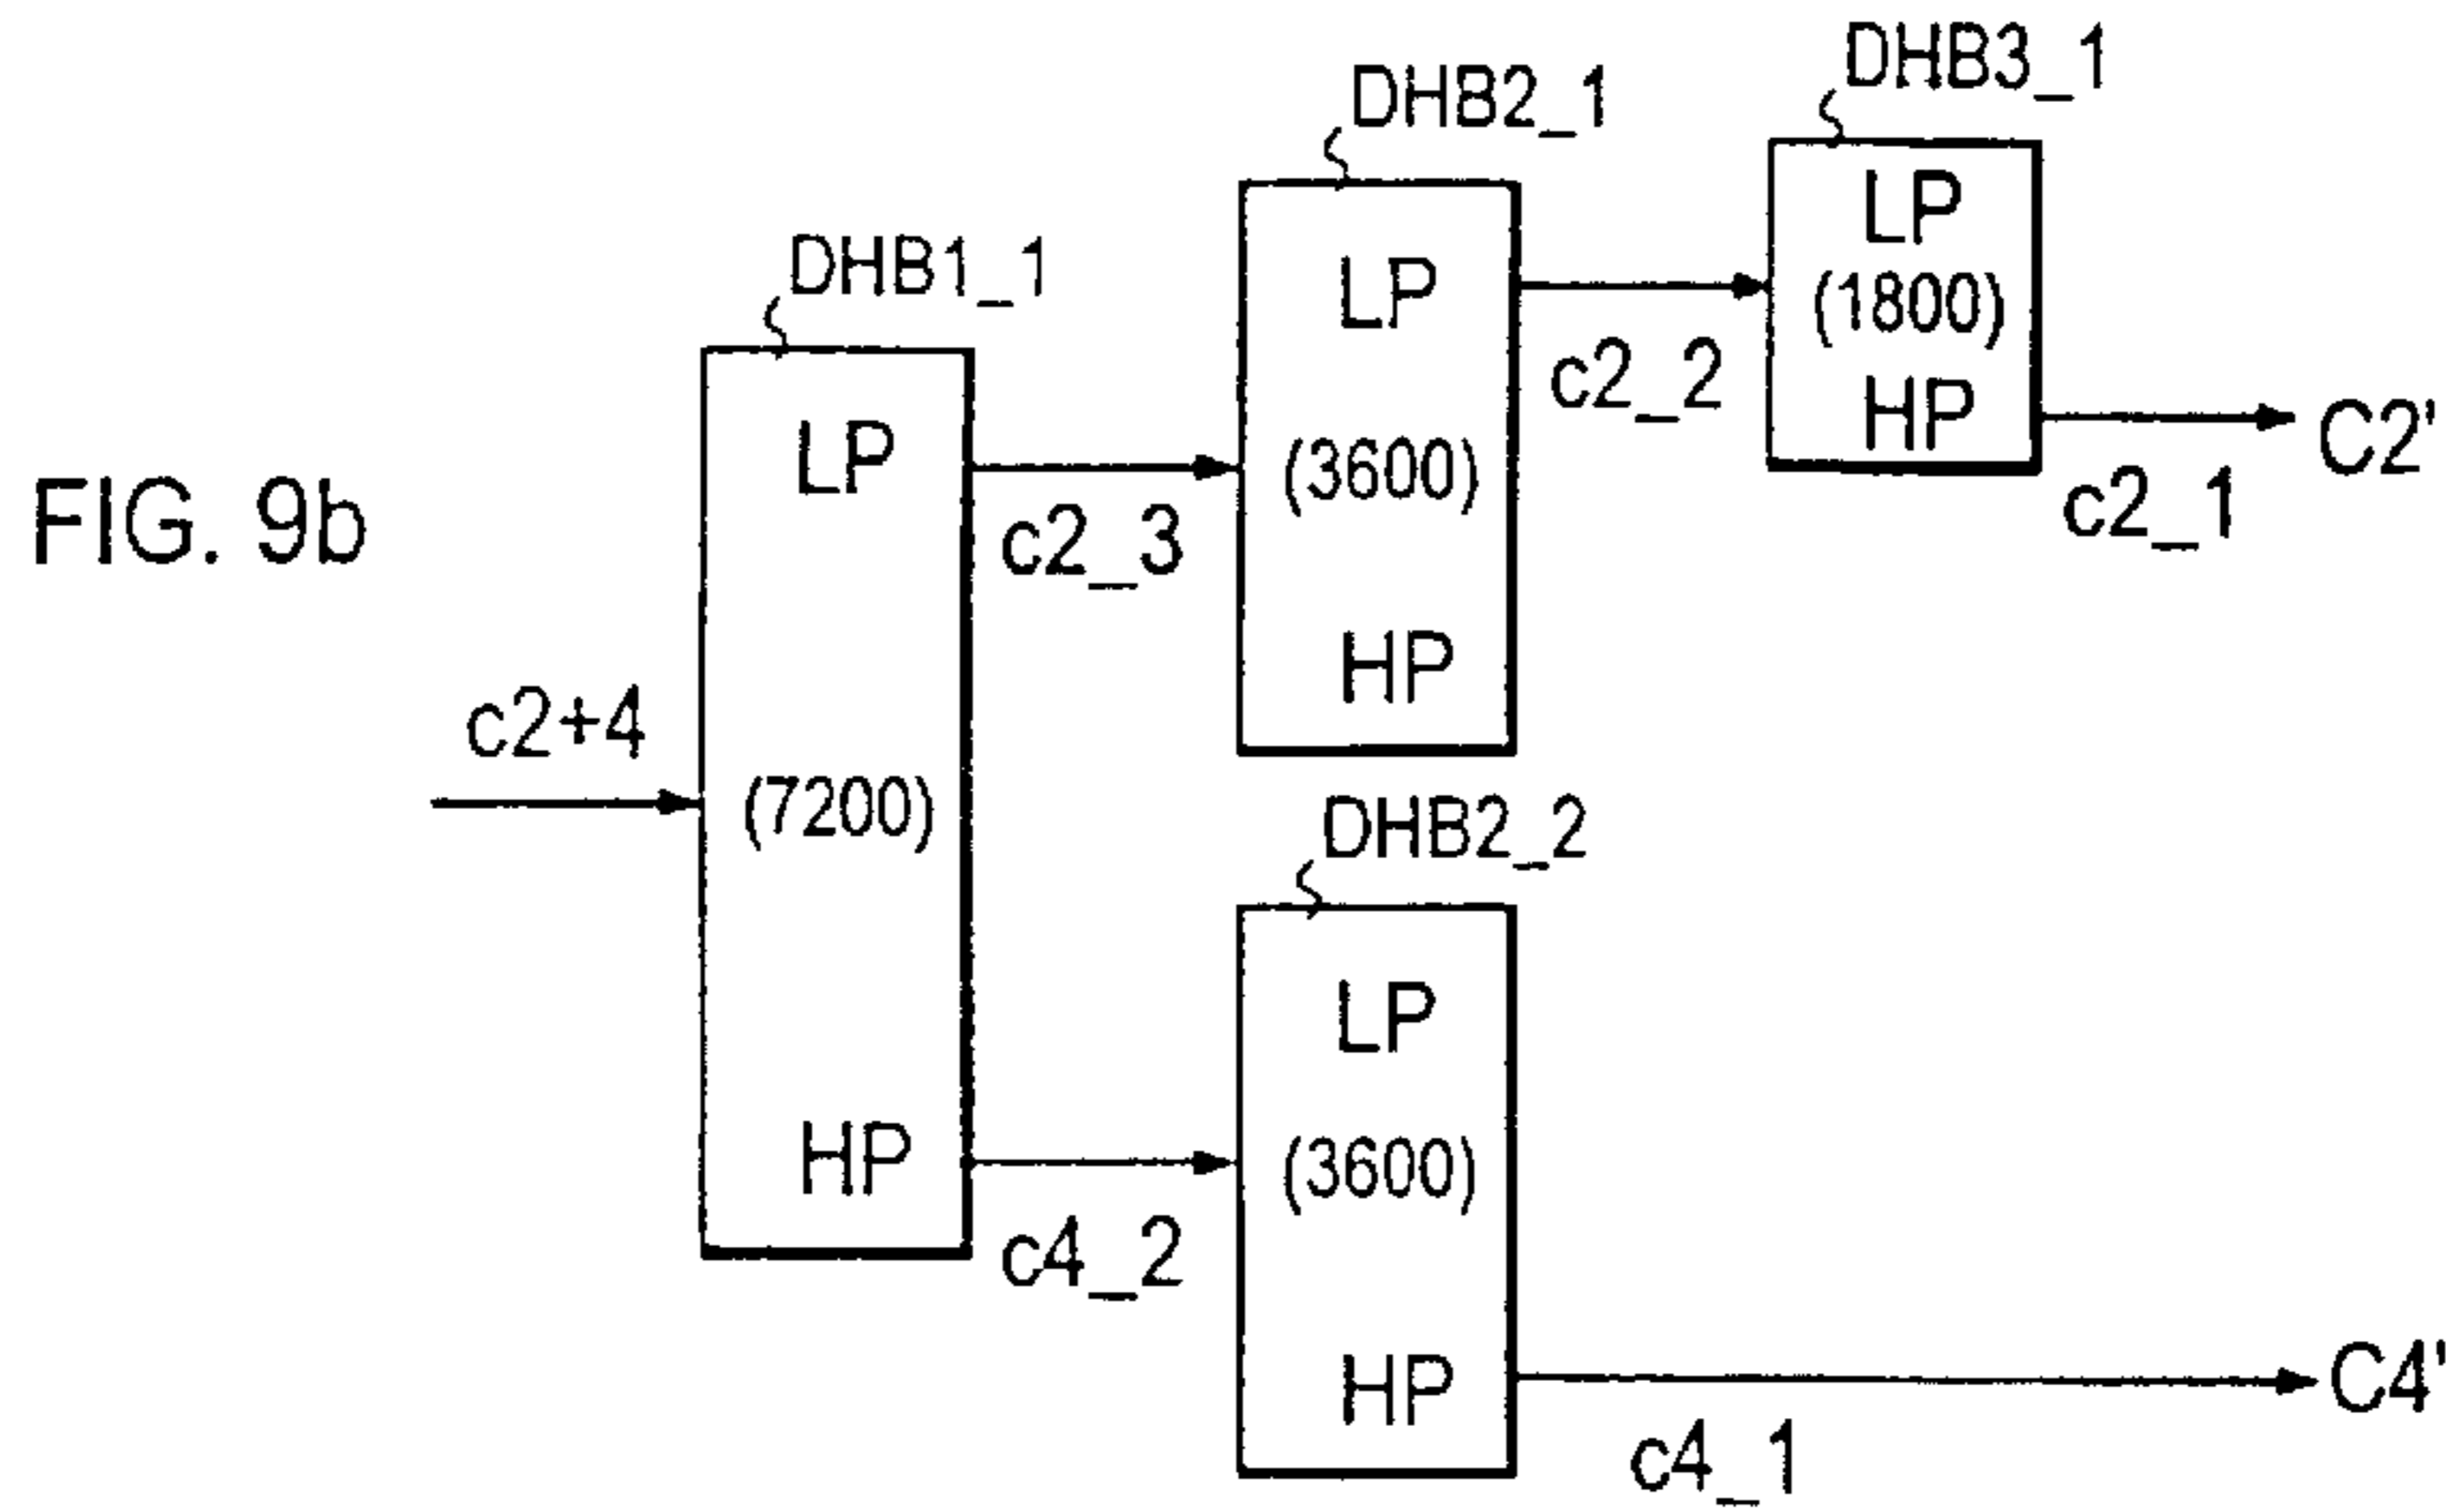 FIG. 9b
c2+4
DHB1_1
LP
(7200)
HP
c2_3
c4_2
DHB2_1
LP
(3600)
HP
c2_2
DHB3_1
LP
(1800)
HP
c2_1
C2'
DHB2_2
LP
(3600)
HP
c4_1
C4'